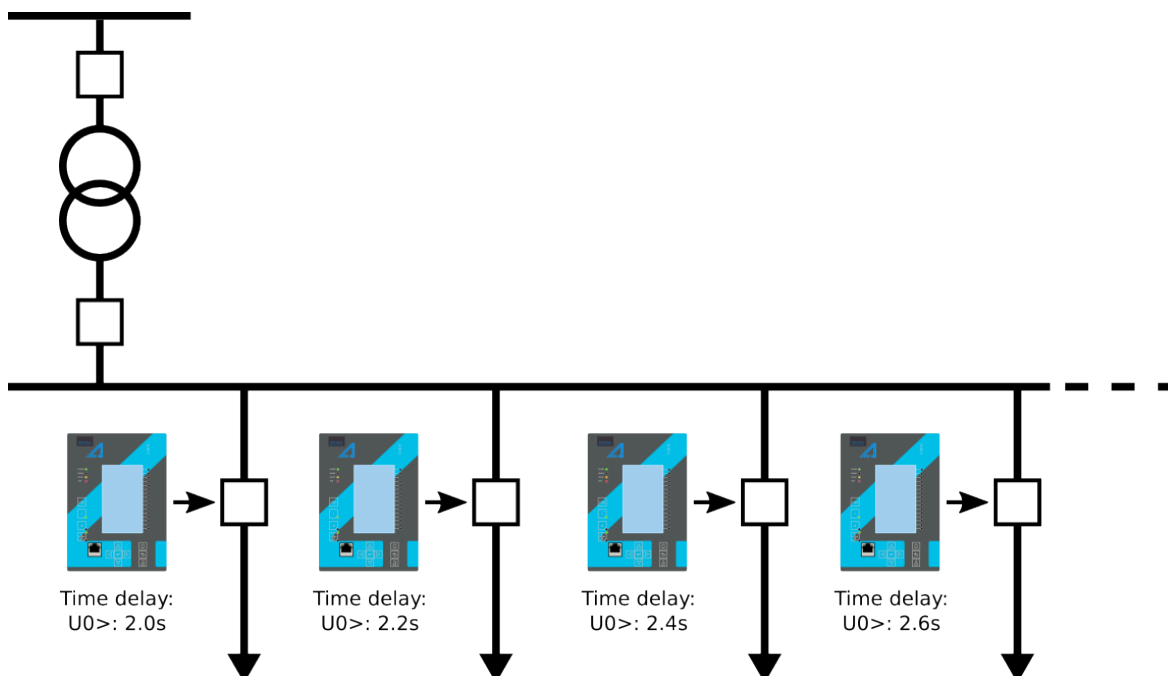 Time delay:
U0>: 2.0s
Time delay:
U0>: 2.2s
Time delay:
U0>: 2.4s
Time delay:
U0>: 2.6s